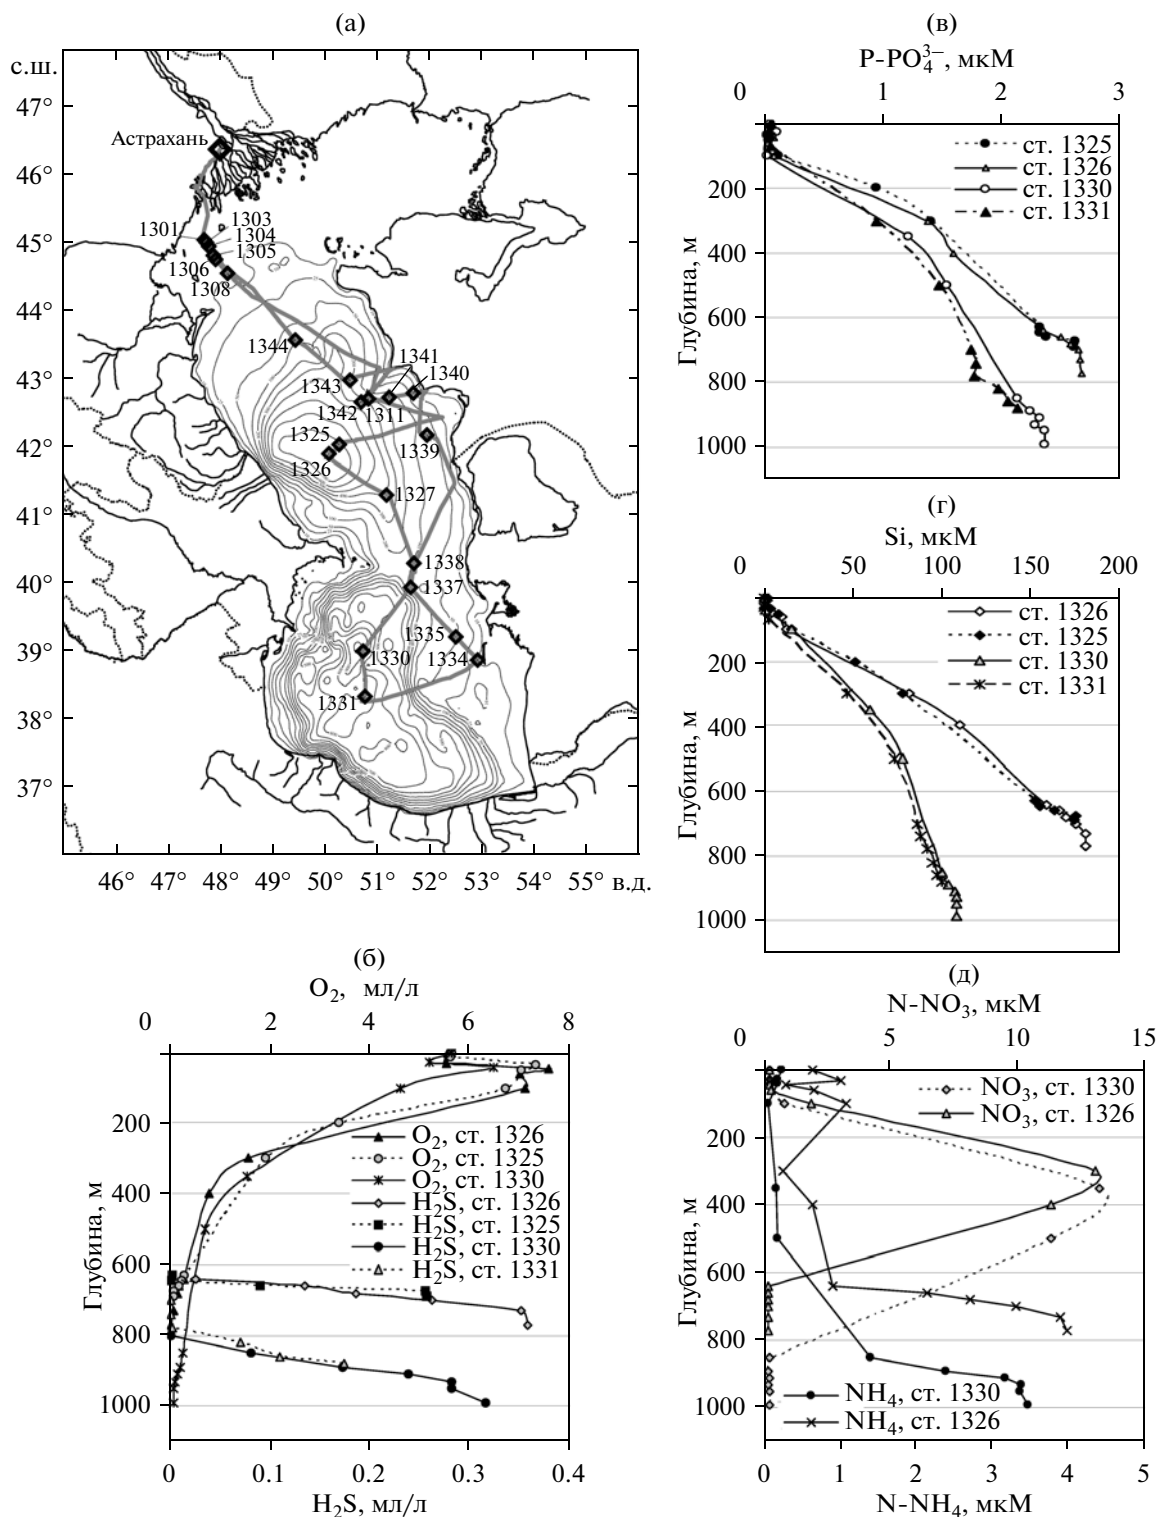 (а)
с.ш.
47°
46°
45°
44°
43°
42°
41°
40°
39°
38°
37°
Астрахань
1301
1303
1304
1305
1306
1308
1344
1343
1342
1311
1341
1340
1325
1326
1339
1327
1338
1337
1335
1334
1330
1331
46° 47° 48° 49° 50° 51° 52° 53° 54° 55° в.д.
(в)
P-PO₄³⁻, мкМ
0 1 2 3
Глубина, м
200
400
600
800
1000
ст. 1325
ст. 1326
ст. 1330
ст. 1331
(г)
Si, мкМ
0 50 100 150 200
Глубина, м
200
400
600
800
1000
ст. 1326
ст. 1325
ст. 1330
ст. 1331
(б)
O₂, мл/л
0 2 4 6 8
Глубина, м
200
400
600
800
1000
O₂, ст. 1326
O₂, ст. 1325
O₂, ст. 1330
H₂S, ст. 1326
H₂S, ст. 1325
H₂S, ст. 1330
H₂S, ст. 1331
0 0.1 0.2 0.3 0.4
H₂S, мл/л
(д)
N-NO₃, мкМ
0 5 10 15
Глубина, м
200
400
600
800
1000
NO₃, ст. 1330
NO₃, ст. 1326
NH₄, ст. 1330
NH₄, ст. 1326
0 1 2 3 4 5
N-NH₄, мкМ